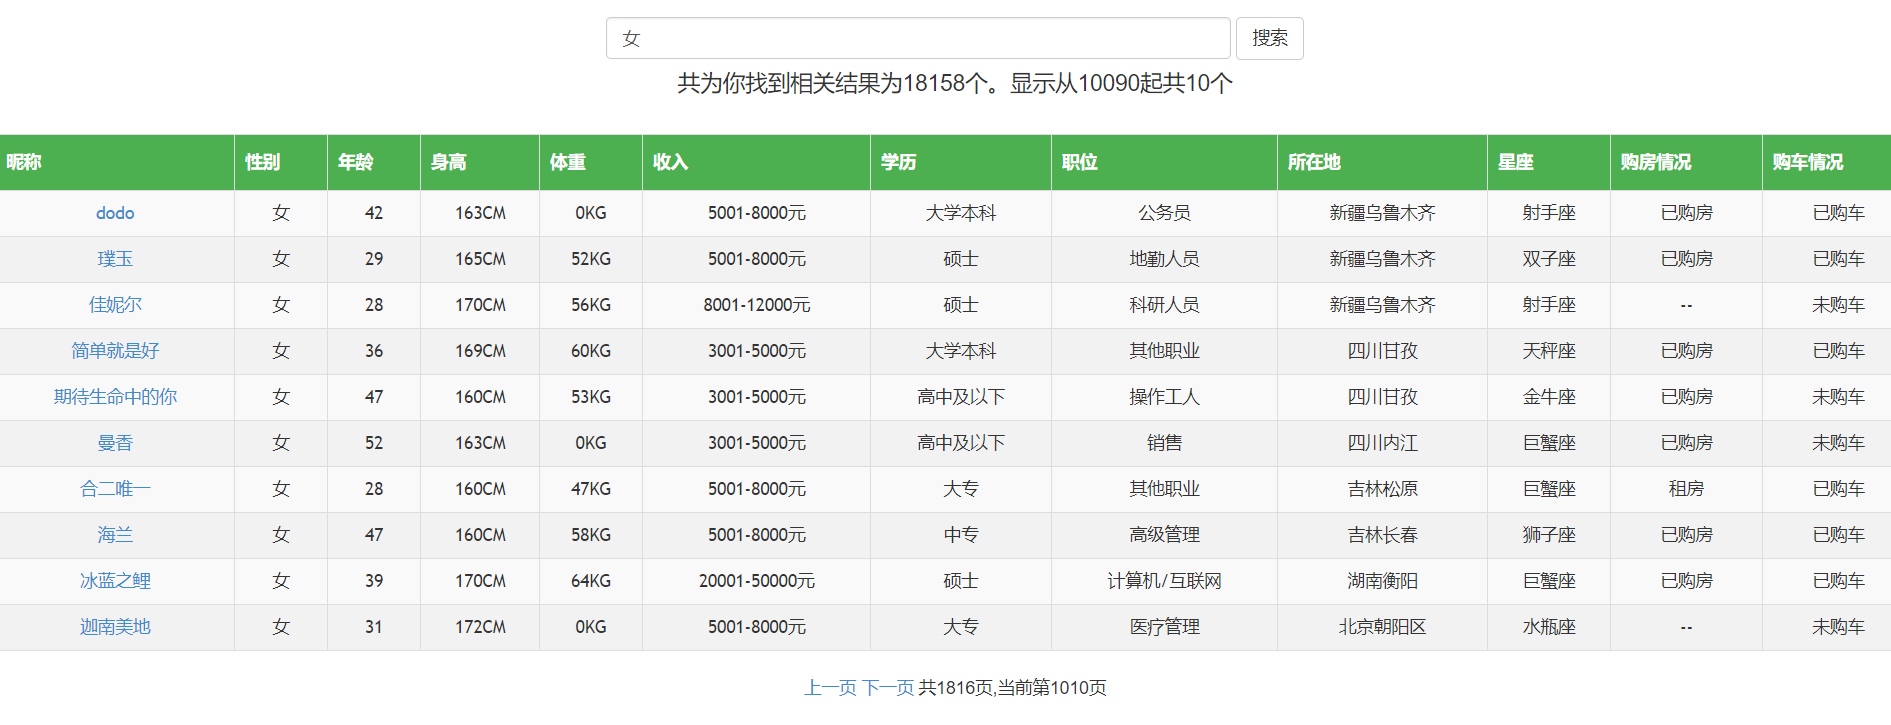 女 搜索
共为你找到相关结果为18158个。显示从10090起共10个
昵称 性别 年龄 身高 体重 收入 学历 职位 所在地 星座 购房情况 购车情况
dodo 女 42 163CM 0KG 5001-8000元 大学本科 公务员 新疆乌鲁木齐 射手座 已购房 已购车
璞玉 女 29 165CM 52KG 5001-8000元 硕士 地勤人员 新疆乌鲁木齐 双子座 已购房 已购车
佳妮尔 女 28 170CM 56KG 8001-12000元 硕士 科研人员 新疆乌鲁木齐 射手座 -- 未购车
简单就是好 女 36 169CM 60KG 3001-5000元 大学本科 其他职业 四川甘孜 天秤座 已购房 已购车
期待生命中的你 女 47 160CM 53KG 3001-5000元 高中及以下 操作工人 四川甘孜 金牛座 已购房 未购车
曼香 女 52 163CM 0KG 3001-5000元 高中及以下 销售 四川内江 巨蟹座 已购房 未购车
合二唯一 女 28 160CM 47KG 5001-8000元 大专 其他职业 吉林松原 巨蟹座 租房 已购车
海兰 女 47 160CM 58KG 5001-8000元 中专 高级管理 吉林长春 狮子座 已购房 已购车
冰蓝之鲤 女 39 170CM 64KG 20001-50000元 硕士 计算机/互联网 湖南衡阳 巨蟹座 已购房 已购车
迦南美地 女 31 172CM 0KG 5001-8000元 大专 医疗管理 北京朝阳区 水瓶座 -- 未购车
上一页 下一页 共1816页,当前第1010页